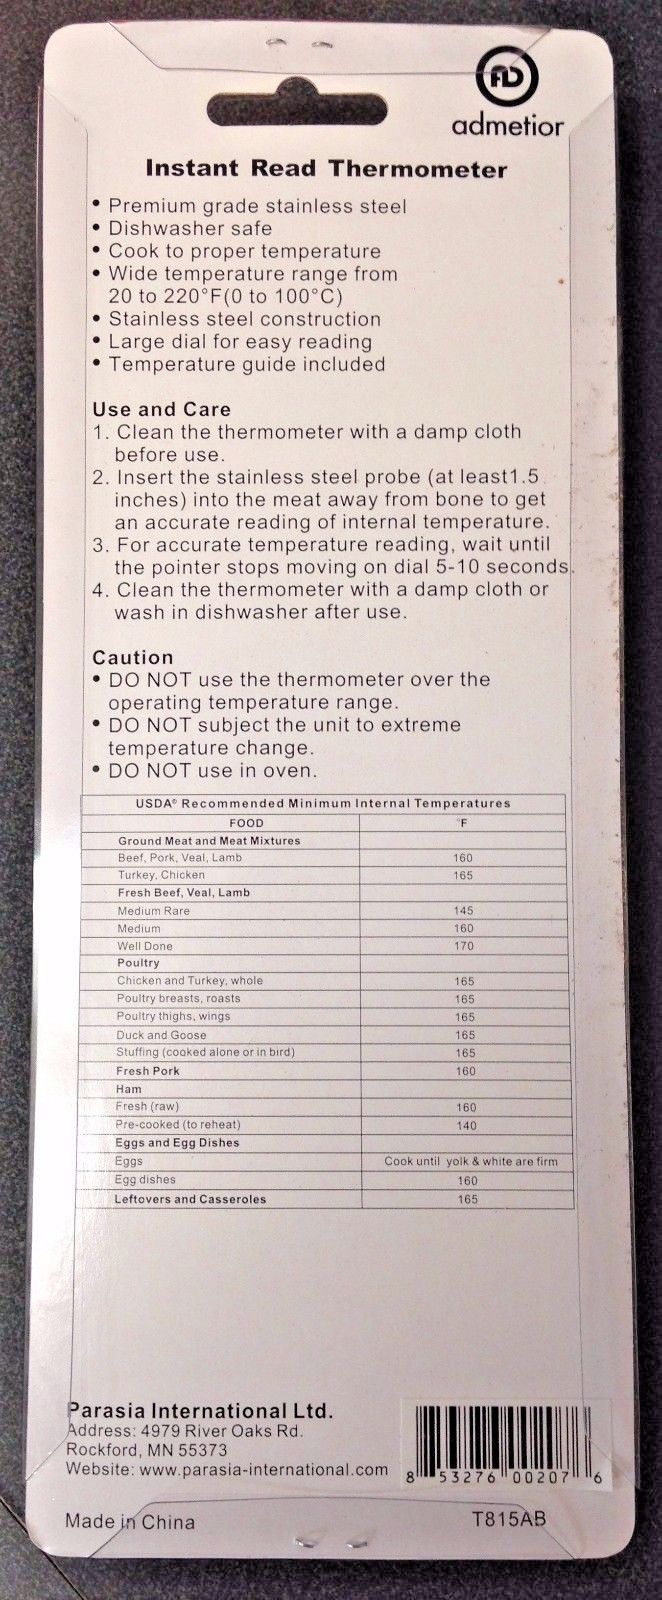 AD
admetior
Instant Read Thermometer
• Premium grade stainless steel
• Dishwasher safe
• Cook to proper temperature
• Wide temperature range from
20 to 220°F(0 to 100°C)
• Stainless steel construction
• Large dial for easy reading
• Temperature guide included
Use and Care
1. Clean the thermometer with a damp cloth
before use.
2. Insert the stainless steel probe (at least1.5
inches) into the meat away from bone to get
an accurate reading of internal temperature.
3. For accurate temperature reading, wait until
the pointer stops moving on dial 5-10 seconds.
4. Clean the thermometer with a damp cloth or
wash in dishwasher after use.
Caution
• DO NOT use the thermometer over the
operating temperature range.
• DO NOT subject the unit to extreme
temperature change.
• DO NOT use in oven.
USDA® Recommended Minimum Internal Temperatures
FOOD °F
Ground Meat and Meat Mixtures
Beef, Pork, Veal, Lamb 160
Turkey, Chicken 165
Fresh Beef, Veal, Lamb
Medium Rare 145
Medium 160
Well Done 170
Poultry
Chicken and Turkey, whole 165
Poultry breasts, roasts 165
Poultry thighs, wings 165
Duck and Goose 165
Stuffing (cooked alone or in bird) 165
Fresh Pork 160
Ham
Fresh (raw) 160
Pre-cooked (to reheat) 140
Eggs and Egg Dishes
Eggs Cook until yolk & white are firm
Egg dishes 160
Leftovers and Casseroles 165
Parasia International Ltd.
Address: 4979 River Oaks Rd.
Rockford, MN 55373
Website: www.parasia-international.com
8 53276 00207 6
Made in China T815AB